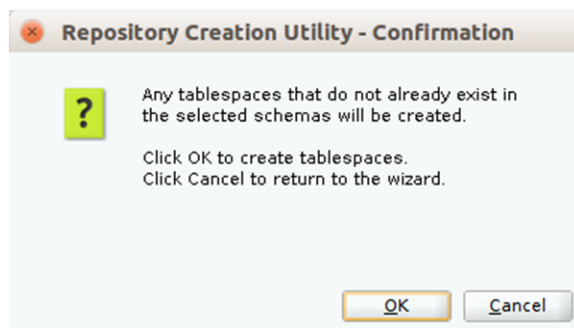 Repository Creation Utility - Confirmation
Any tablespaces that do not already exist in
the selected schemas will be created.
Click OK to create tablespaces.
Click Cancel to return to the wizard.
OK Cancel